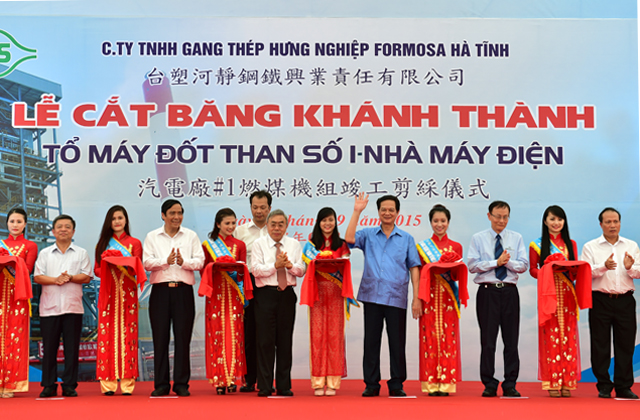 C.TY TNHH GANG THÉP HƯNG NGHIỆP FORMOSA HÀ TĨNH
台塑河靜鋼鐵興業責任有限公司
LỄ CẮT BĂNG KHÁNH THÀNH
TỔ MÁY ĐỐT THAN SỐ I-NHÀ MÁY ĐIỆN
汽電廠#1燃煤機組竣工剪綵儀式
2015